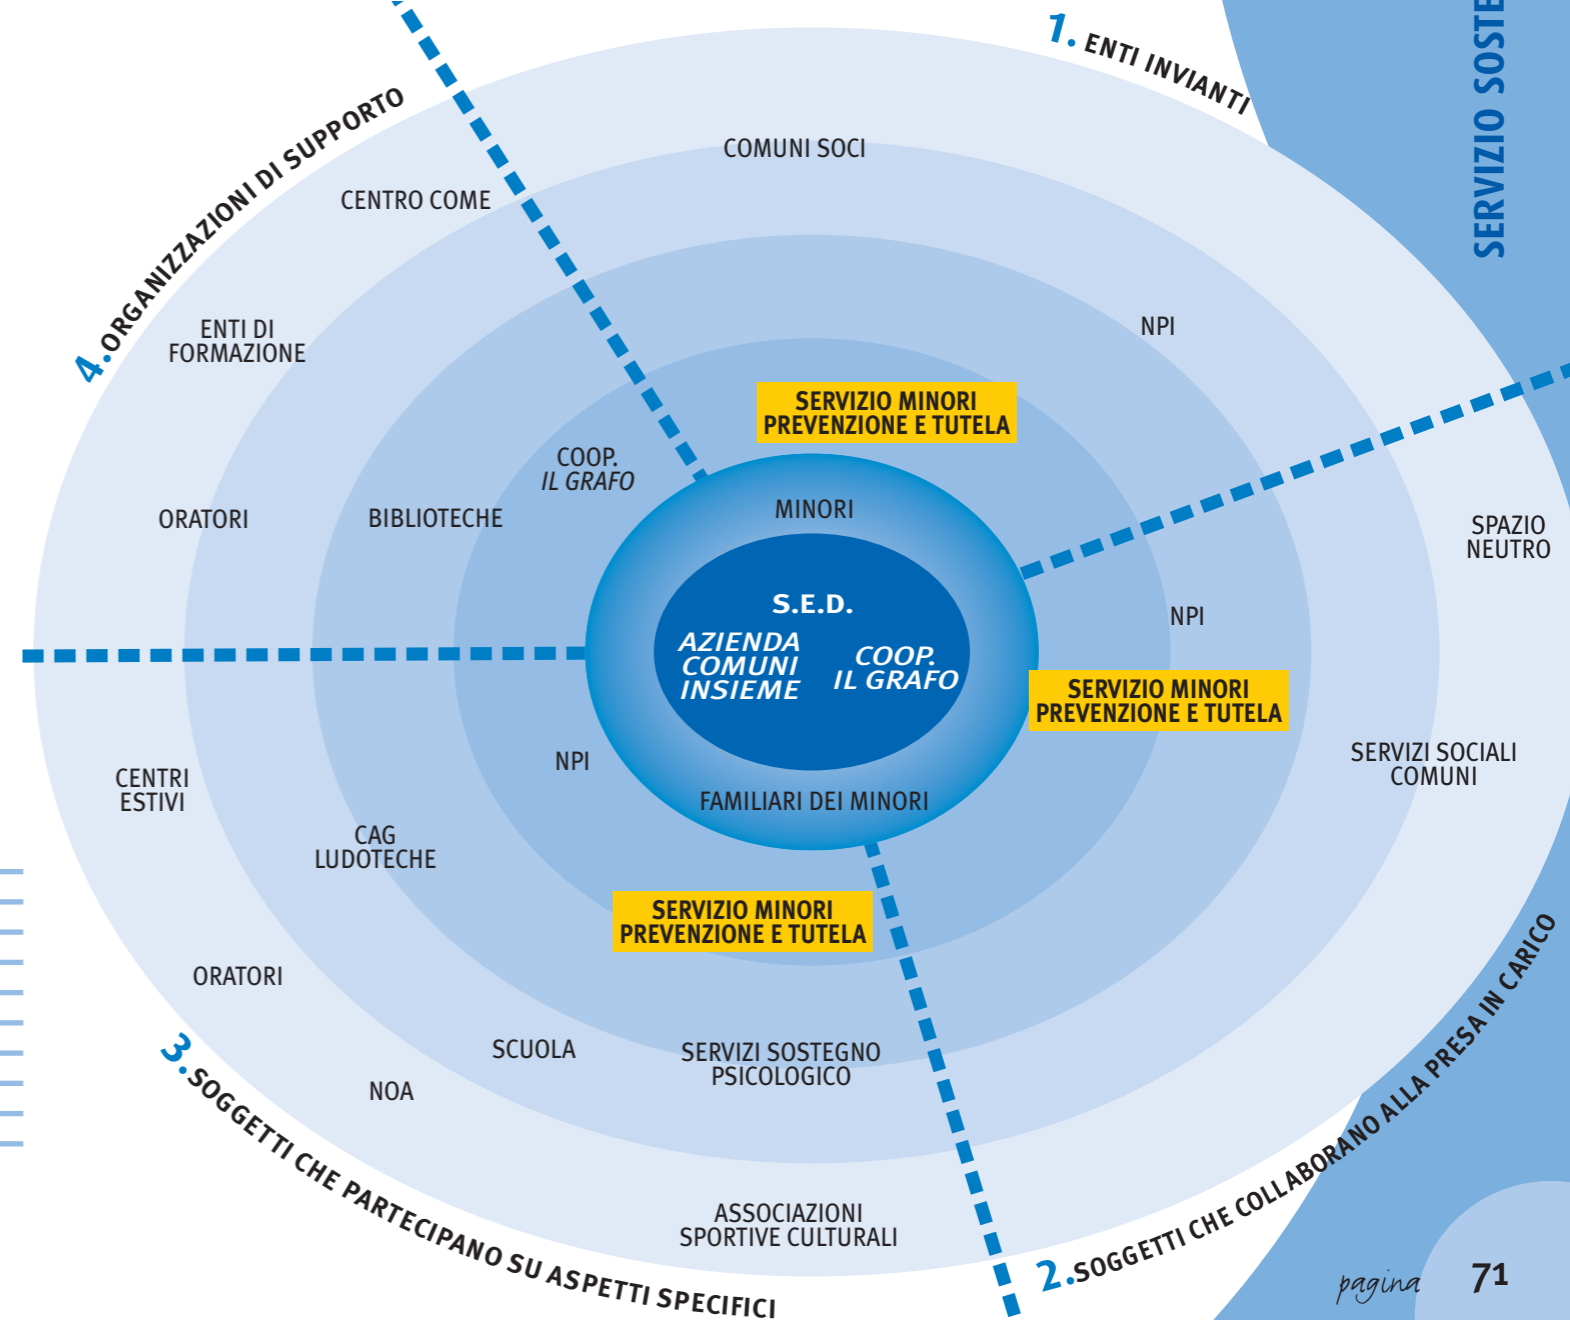 1. ENTI INVIANTI
SERVIZIO SOSTE
COMUNI SOCI
NPI
SERVIZIO MINORI
PREVENZIONE E TUTELA
4. ORGANIZZAZIONI DI SUPPORTO
CENTRO COME
ENTI DI
FORMAZIONE
COOP.
IL GRAFO
ORATORI
BIBLIOTECHE
MINORI
S.E.D.
AZIENDA
COMUNI
INSIEME
COOP.
IL GRAFO
FAMILIARI DEI MINORI
SPAZIO
NEUTRO
NPI
SERVIZIO MINORI
PREVENZIONE E TUTELA
SERVIZI SOCIALI
COMUNI
2. SOGGETTI CHE COLLABORANO ALLA PRESA IN CARICO
NPI
CENTRI
ESTIVI
CAG
LUDOTECHE
SERVIZIO MINORI
PREVENZIONE E TUTELA
ORATORI
SCUOLA
SERVIZI SOSTEGNO
PSICOLOGICO
NOA
ASSOCIAZIONI
SPORTIVE CULTURALI
3. SOGGETTI CHE PARTECIPANO SU ASPETTI SPECIFICI
pagina 71